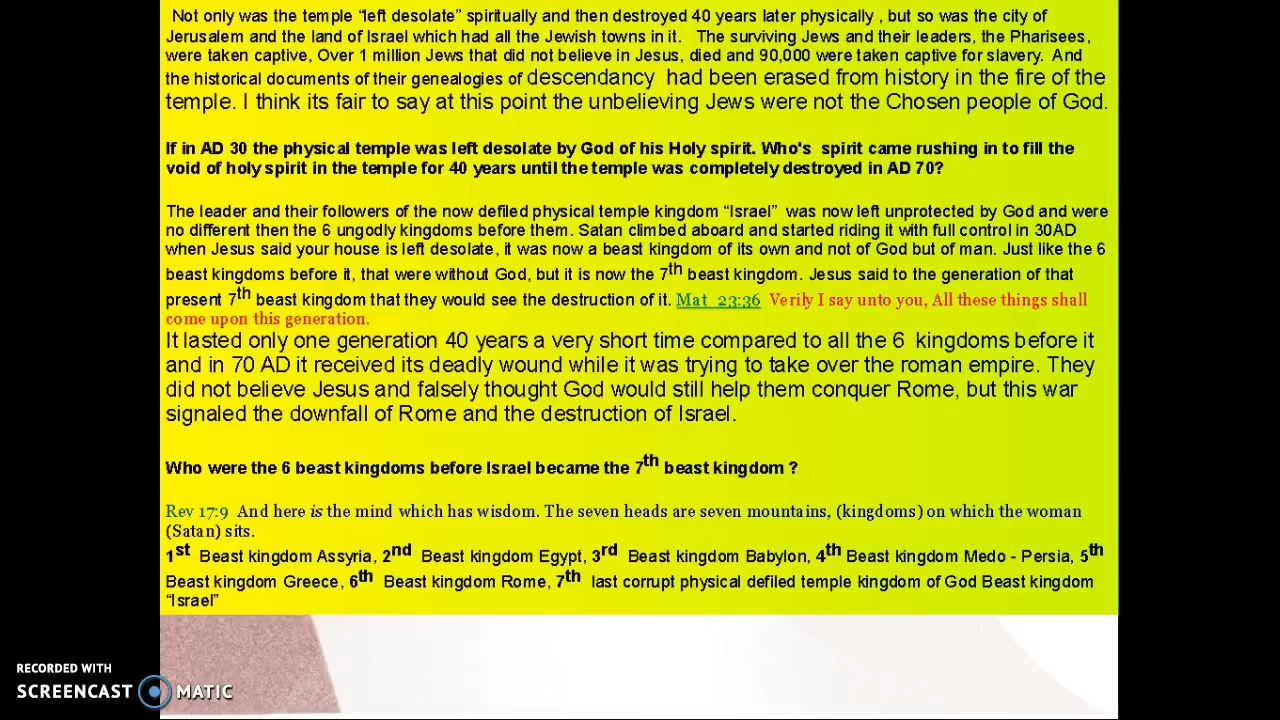 Not only was the temple “left desolate” spiritually and then destroyed 40 years later physically , but so was the city of
Jerusalem and the land of Israel which had all the Jewish towns in it.   The surviving Jews and their leaders, the Pharisees,
were taken captive, Over 1 million Jews that did not believe in Jesus, died and 90,000 were taken captive for slavery.  And
the historical documents of their genealogies of descendancy  had been erased from history in the fire of the
temple. I think its fair to say at this point the unbelieving Jews were not the Chosen people of God.
If in AD 30 the physical temple was left desolate by God of his Holy spirit. Who's  spirit came rushing in to fill the
void of holy spirit in the temple for 40 years until the temple was completely destroyed in AD 70?
The leader and their followers of the now defiled physical temple kingdom “Israel”  was now left unprotected by God and were
no different then the 6 ungodly kingdoms before them. Satan climbed aboard and started riding it with full control in 30AD
when Jesus said your house is left desolate, it was now a beast kingdom of its own and not of God but of man. Just like the 6
beast kingdoms before it, that were without God, but it is now the 7th beast kingdom. Jesus said to the generation of that
present 7th beast kingdom that they would see the destruction of it. Mat  23:36  Verily I say unto you, All these things shall
come upon this generation.
It lasted only one generation 40 years a very short time compared to all the 6  kingdoms before it
and in 70 AD it received its deadly wound while it was trying to take over the roman empire. They
did not believe Jesus and falsely thought God would still help them conquer Rome, but this war
signaled the downfall of Rome and the destruction of Israel.
Who were the 6 beast kingdoms before Israel became the 7th beast kingdom ?
Rev 17:9  And here is the mind which has wisdom. The seven heads are seven mountains, (kingdoms) on which the woman
(Satan) sits.
1st  Beast kingdom Assyria, 2nd  Beast kingdom Egypt, 3rd  Beast kingdom Babylon, 4th Beast kingdom Medo - Persia, 5th
Beast kingdom Greece, 6th  Beast kingdom Rome, 7th  last corrupt physical defiled temple kingdom of God Beast kingdom
“Israel”
RECORDED WITH
SCREENCAST MATIC